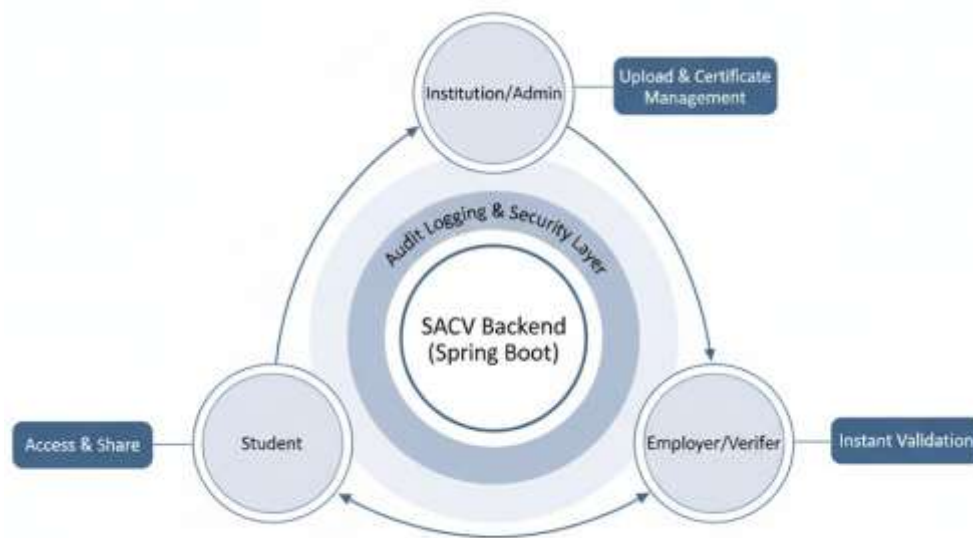 Institution/Admin
Upload & Certificate
Management
Audit Logging & Security Layer
SACV Backend
(Spring Boot)
Access & Share
Student
Employer/Verifer
Instant Validation